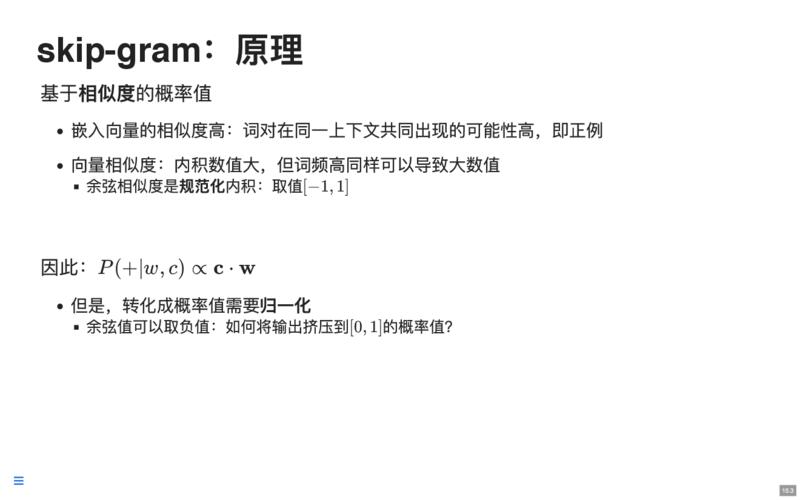 skip-gram：原理
基于相似度的概率值
• 嵌入向量的相似度高：词对在同一上下文共同出现的可能性高，即正例
• 向量相似度：内积数值大，但词频高同样可以导致大数值
▪ 余弦相似度是规范化内积：取值[−1, 1]
因此：P(+|w, c) ∝ c · w
• 但是，转化成概率值需要归一化
▪ 余弦值可以取负值：如何将输出挤压到[0, 1]的概率值?
15.3